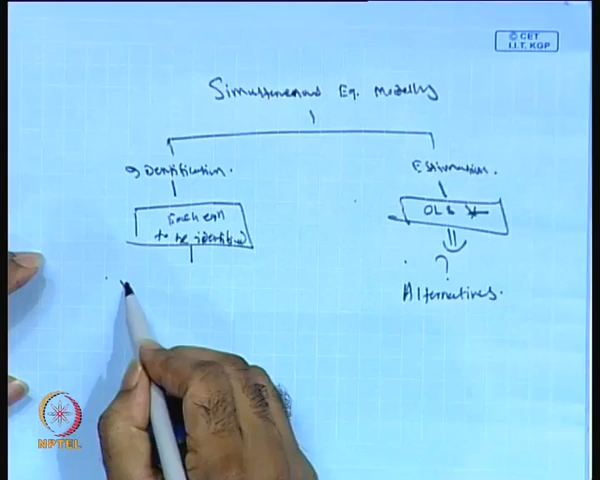 © CET
I.I.T. KGP
Simultaneous Eq. Modelling
Identification.
Estimation.
Each eqn
to be identified
OLS
?
Alternatives.
NPTEL